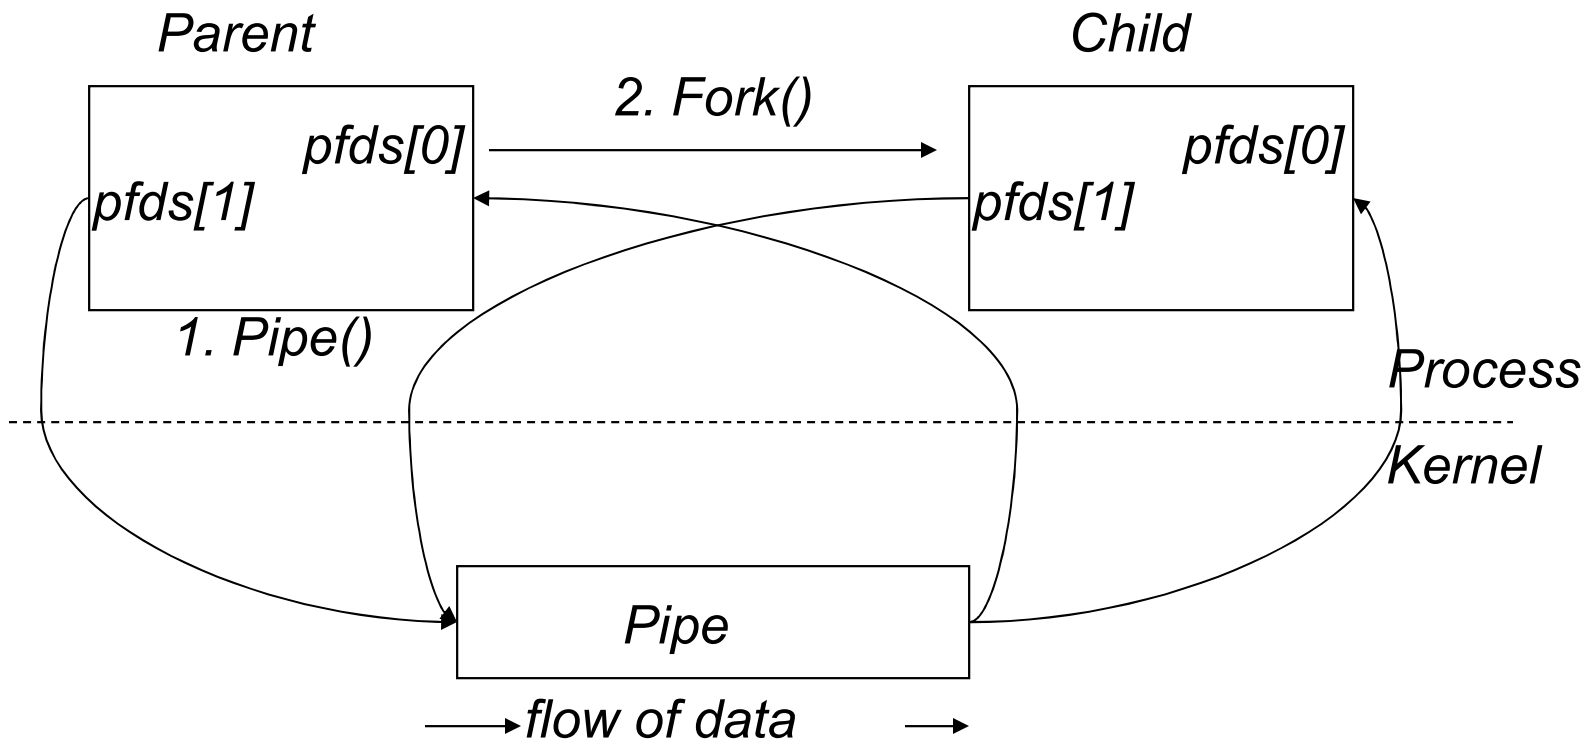 Parent
Child
2. Fork()
pfds[0]
pfds[0]
pfds[1]
pfds[1]
1. Pipe()
Process
Kernel
Pipe
flow of data